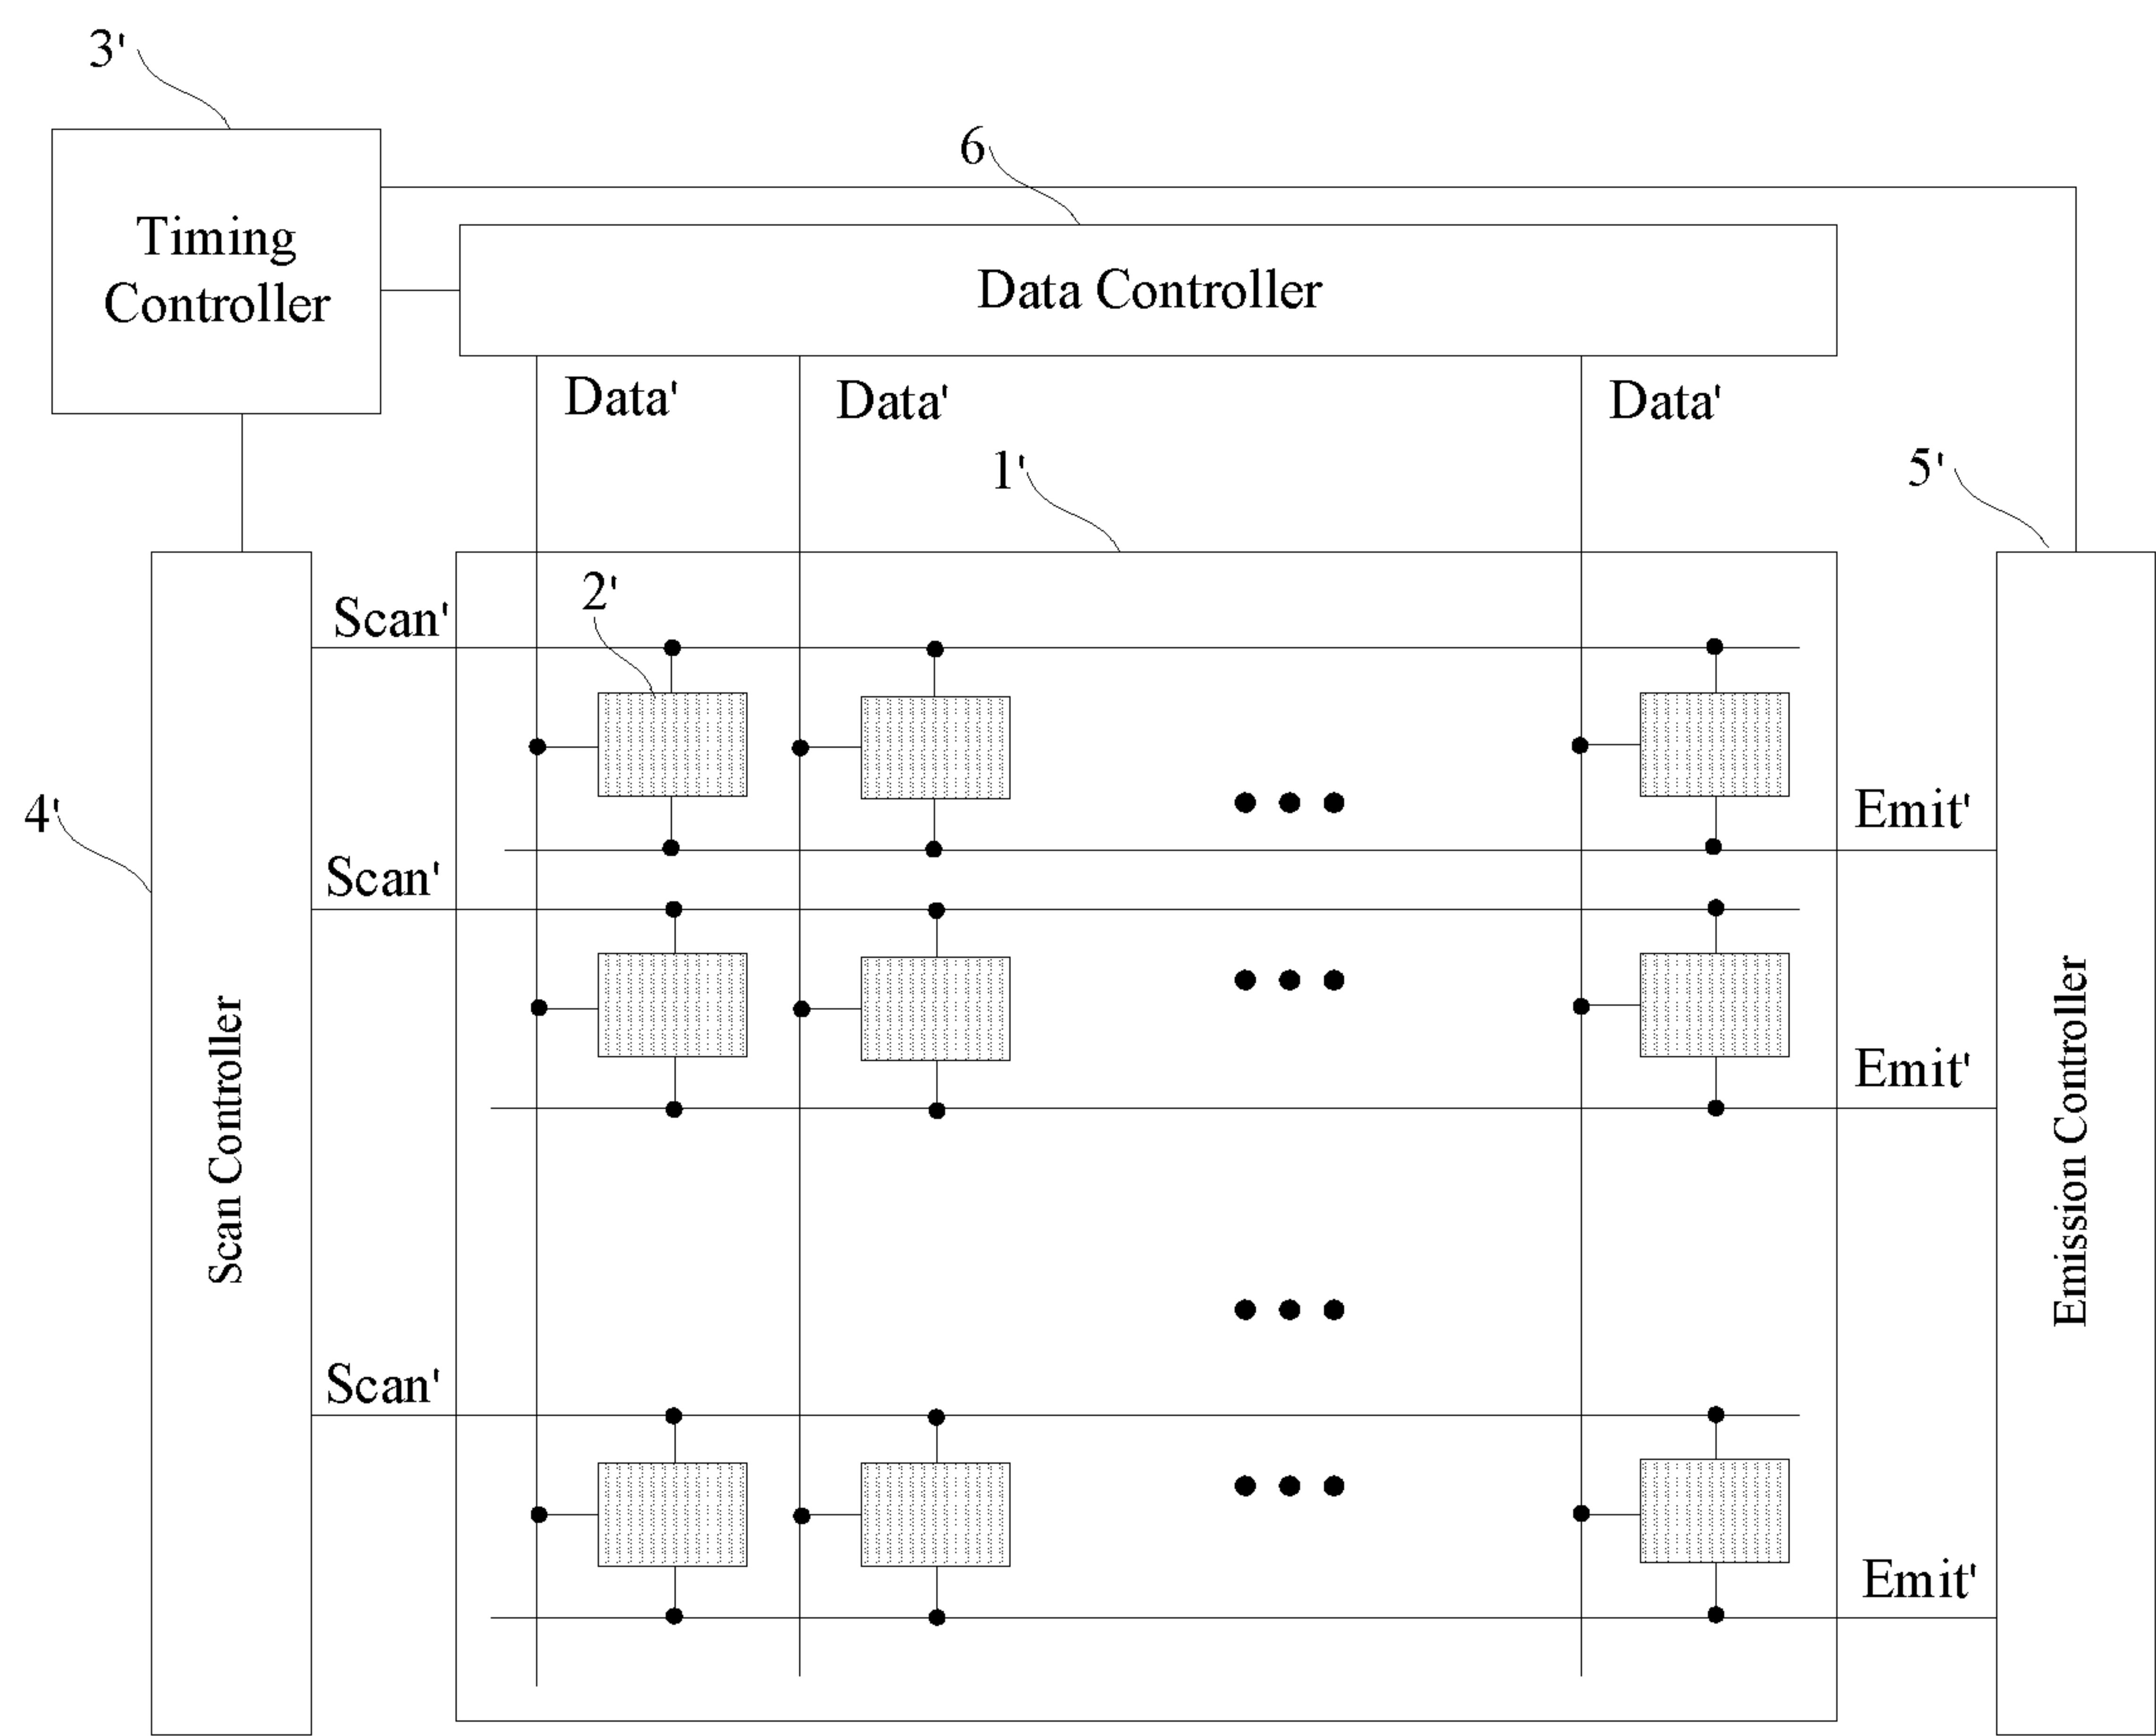 3'
6
Timing
Controller
Data Controller
Data'
Data'
Data'
1'
5'
2'
Scan'
4'
Emit'
Scan'
Scan Controller
Emission Controller
Emit'
Scan'
Emit'